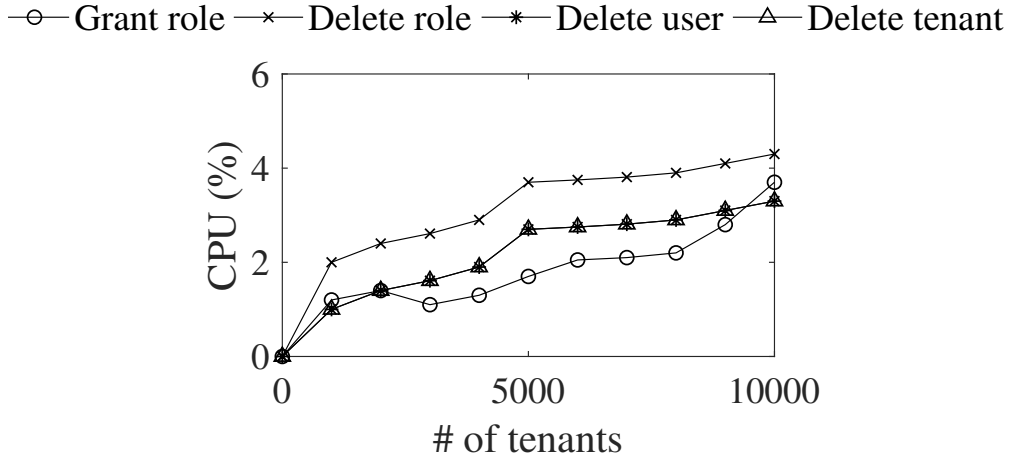 Grant role Delete role Delete user Delete tenant
6
4
2
0
CPU (%)
0 5000 10000
# of tenants